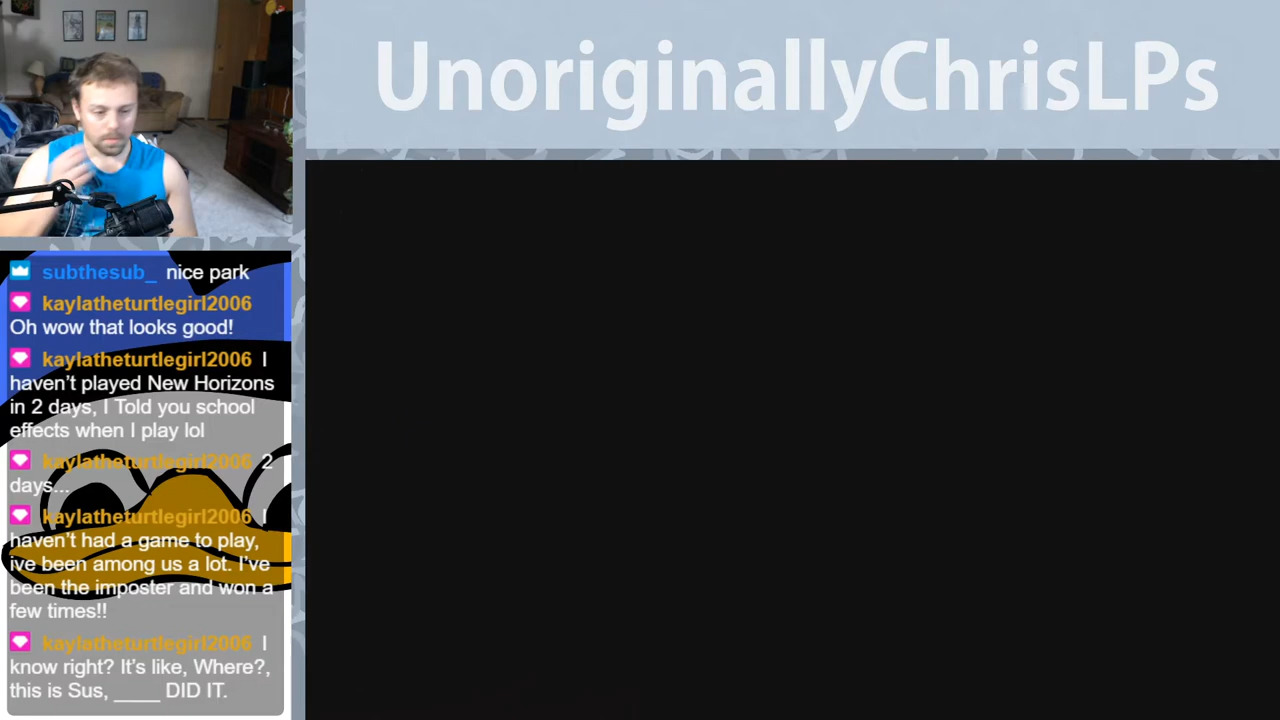 UnoriginallyChrisLPs
subthesub_ nice park
kaylatheturtlegirl2006
Oh wow that looks good!
kaylatheturtlegirl2006 I
haven't played New Horizons
in 2 days, I Told you school
effects when I play lol
kaylatheturtlegirl2006 2
days...
kaylatheturtlegirl2006 I
haven't had a game to play,
ive been among us a lot. I've
been the imposter and won a
few times!!
kaylatheturtlegirl2006 I
know right? It's like, Where?,
this is Sus, ____ DID IT.